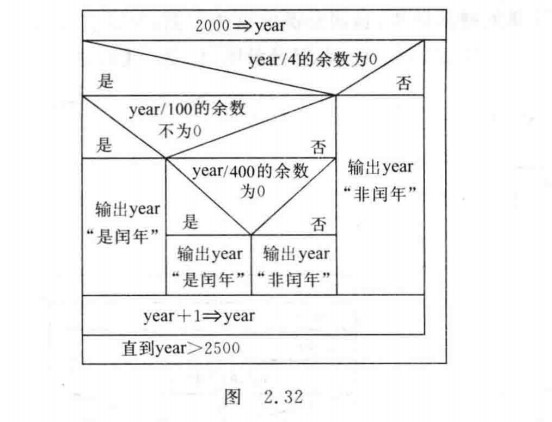 2000⇒year
year/4的余数为0
是
否
year/100的余数
不为0
是
否
year/400的余数
为0
是
否
输出year
“是闰年”
输出year
“是闰年”
输出year
“非闰年”
输出year
“非闰年”
year+1⇒year
直到year>2500
图 2.32